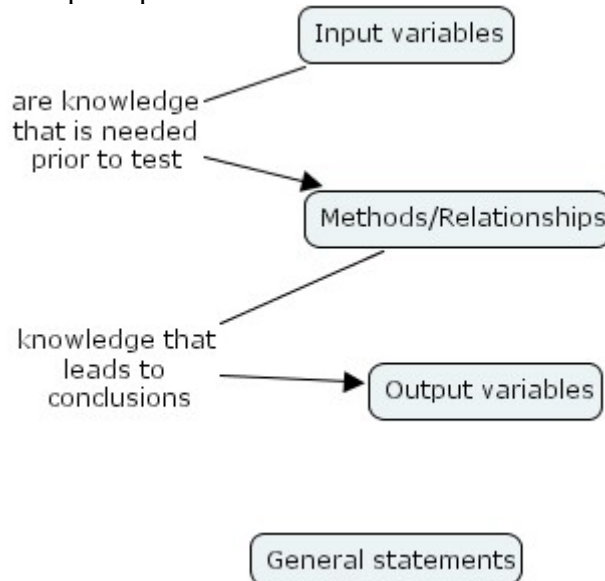 Input variables
are knowledge
that is needed
prior to test
Methods/Relationships
knowledge that
leads to
conclusions
Output variables
General statements